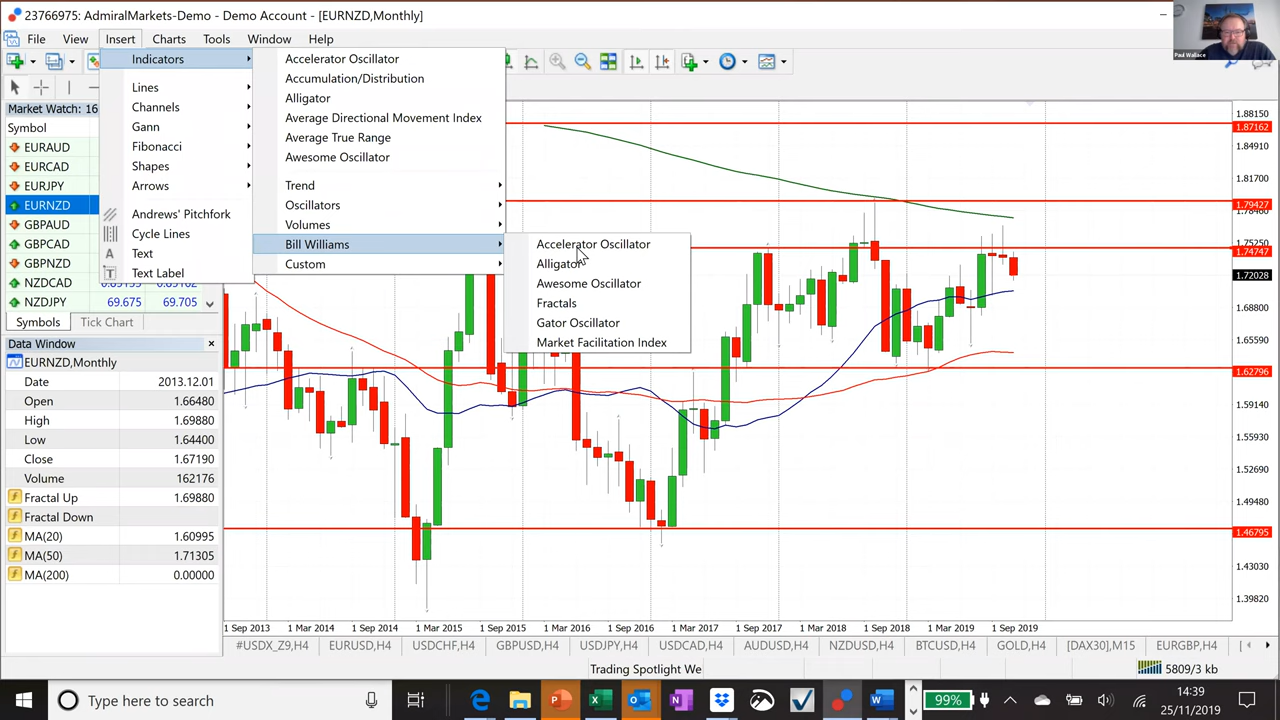 23766975: AdmiralMarkets-Demo - Demo Account - [EURNZD,Monthly]
Paul Wallace
File View Insert Charts Tools Window Help
Indicators
Lines
Channels
Gann
Fibonacci
Shapes
Arrows
Andrews' Pitchfork
Cycle Lines
Text
Text Label
Accelerator Oscillator
Accumulation/Distribution
Alligator
Average Directional Movement Index
Average True Range
Awesome Oscillator
Trend
Oscillators
Volumes
Bill Williams
Custom
Accelerator Oscillator
Alligator
Awesome Oscillator
Fractals
Gator Oscillator
Market Facilitation Index
Market Watch: 16
Symbol
EURAUD
EURCAD
EURJPY
EURNZD
GBPAUD
GBPCAD
GBPNZD
NZDCAD
NZDJPY 69.675 69.705
Symbols Tick Chart
Data Window
EURNZD,Monthly
Date 2013.12.01
Open 1.66480
High 1.69880
Low 1.64400
Close 1.67190
Volume 162176
Fractal Up 1.69880
Fractal Down
MA(20) 1.60995
MA(50) 1.71305
MA(200) 0.00000
1.88150
1.87162
1.84910
1.81700
1.79427
1.78460
1.75250
1.74747
1.72028
1.68800
1.65590
1.62796
1.59140
1.55930
1.52690
1.49480
1.46795
1.43030
1.39820
1 Sep 2013 1 Mar 2014 1 Sep 2014 1 Mar 2015 1 Sep 2015 1 Mar 2016 1 Sep 2016 1 Mar 2017 1 Sep 2017 1 Mar 2018 1 Sep 2018 1 Mar 2019 1 Sep 2019
#USDX_Z9,H4 EURUSD,H4 USDCHF,H4 GBPUSD,H4 USDJPY,H4 USDCAD,H4 AUDUSD,H4 NZDUSD,H4 BTCUSD,H4 GOLD,H4 [DAX30],M15 EURGBP,H4 [
Trading Spotlight We
5809/3 kb
Type here to search
99%
14:39
25/11/2019